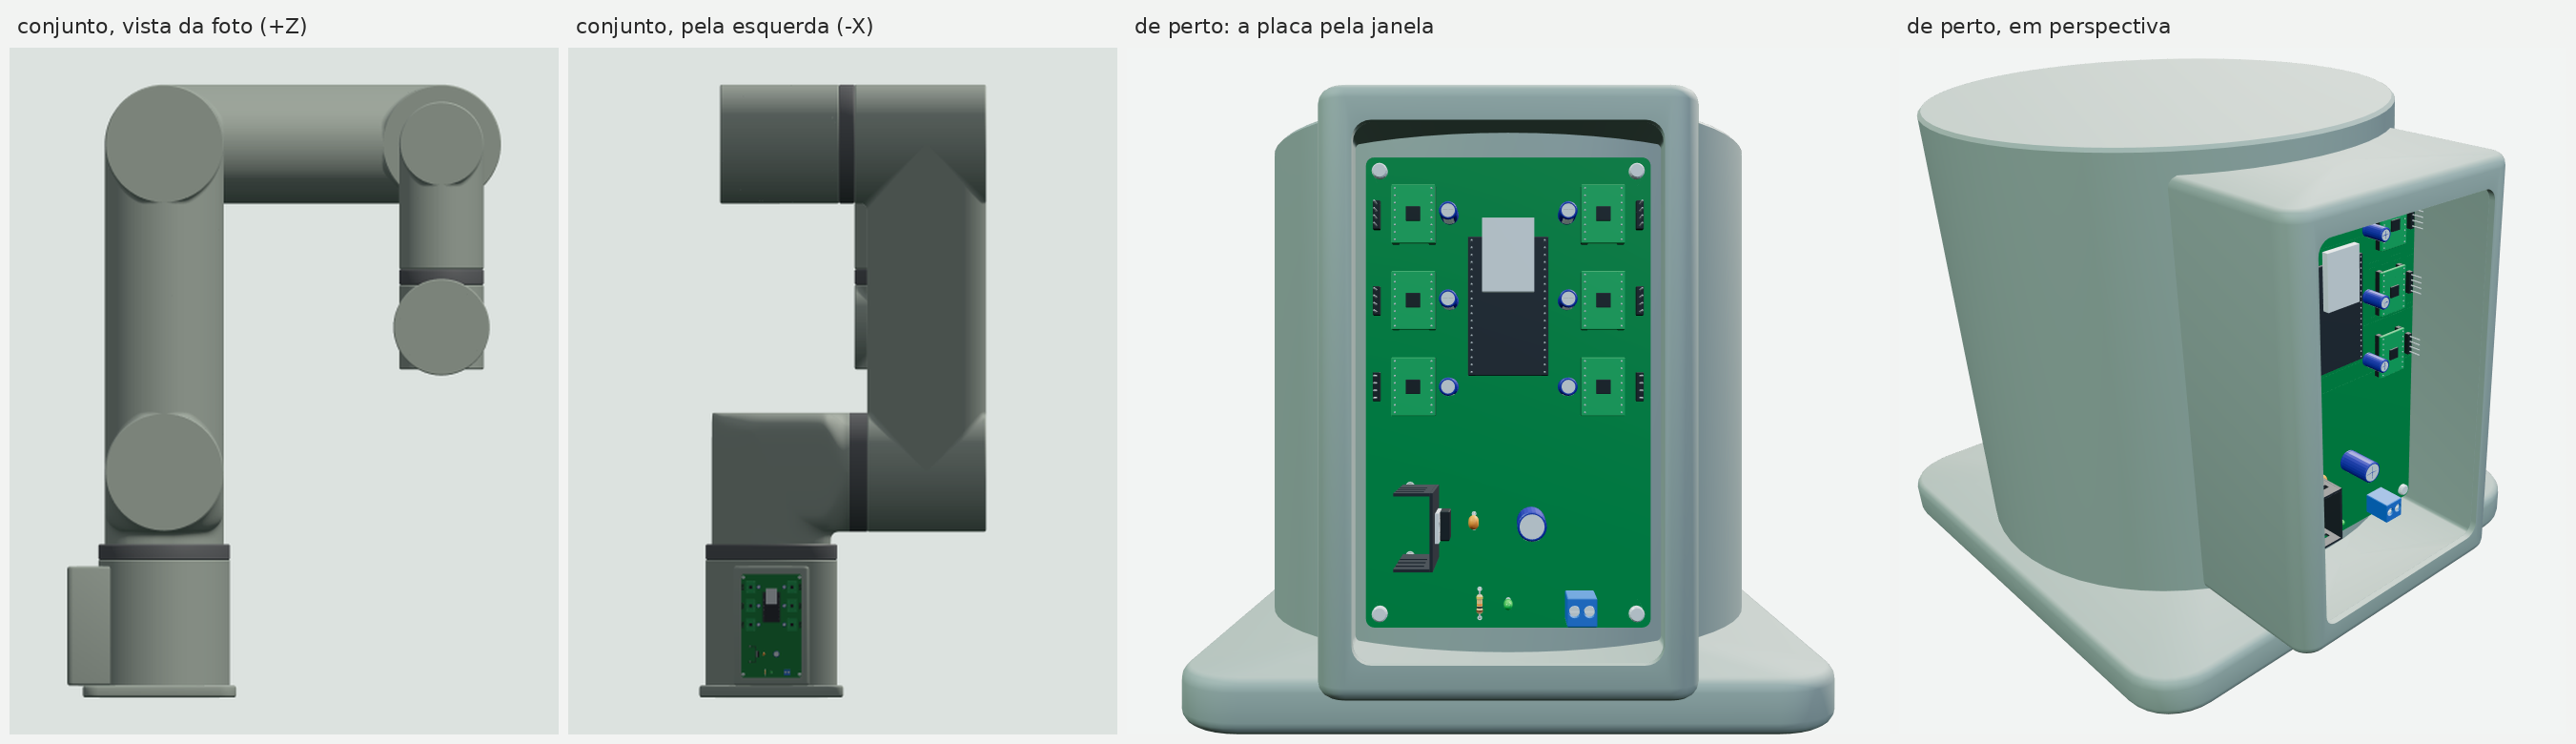 conjunto, vista da foto (+Z)
conjunto, pela esquerda (-X)
de perto: a placa pela janela
de perto, em perspectiva